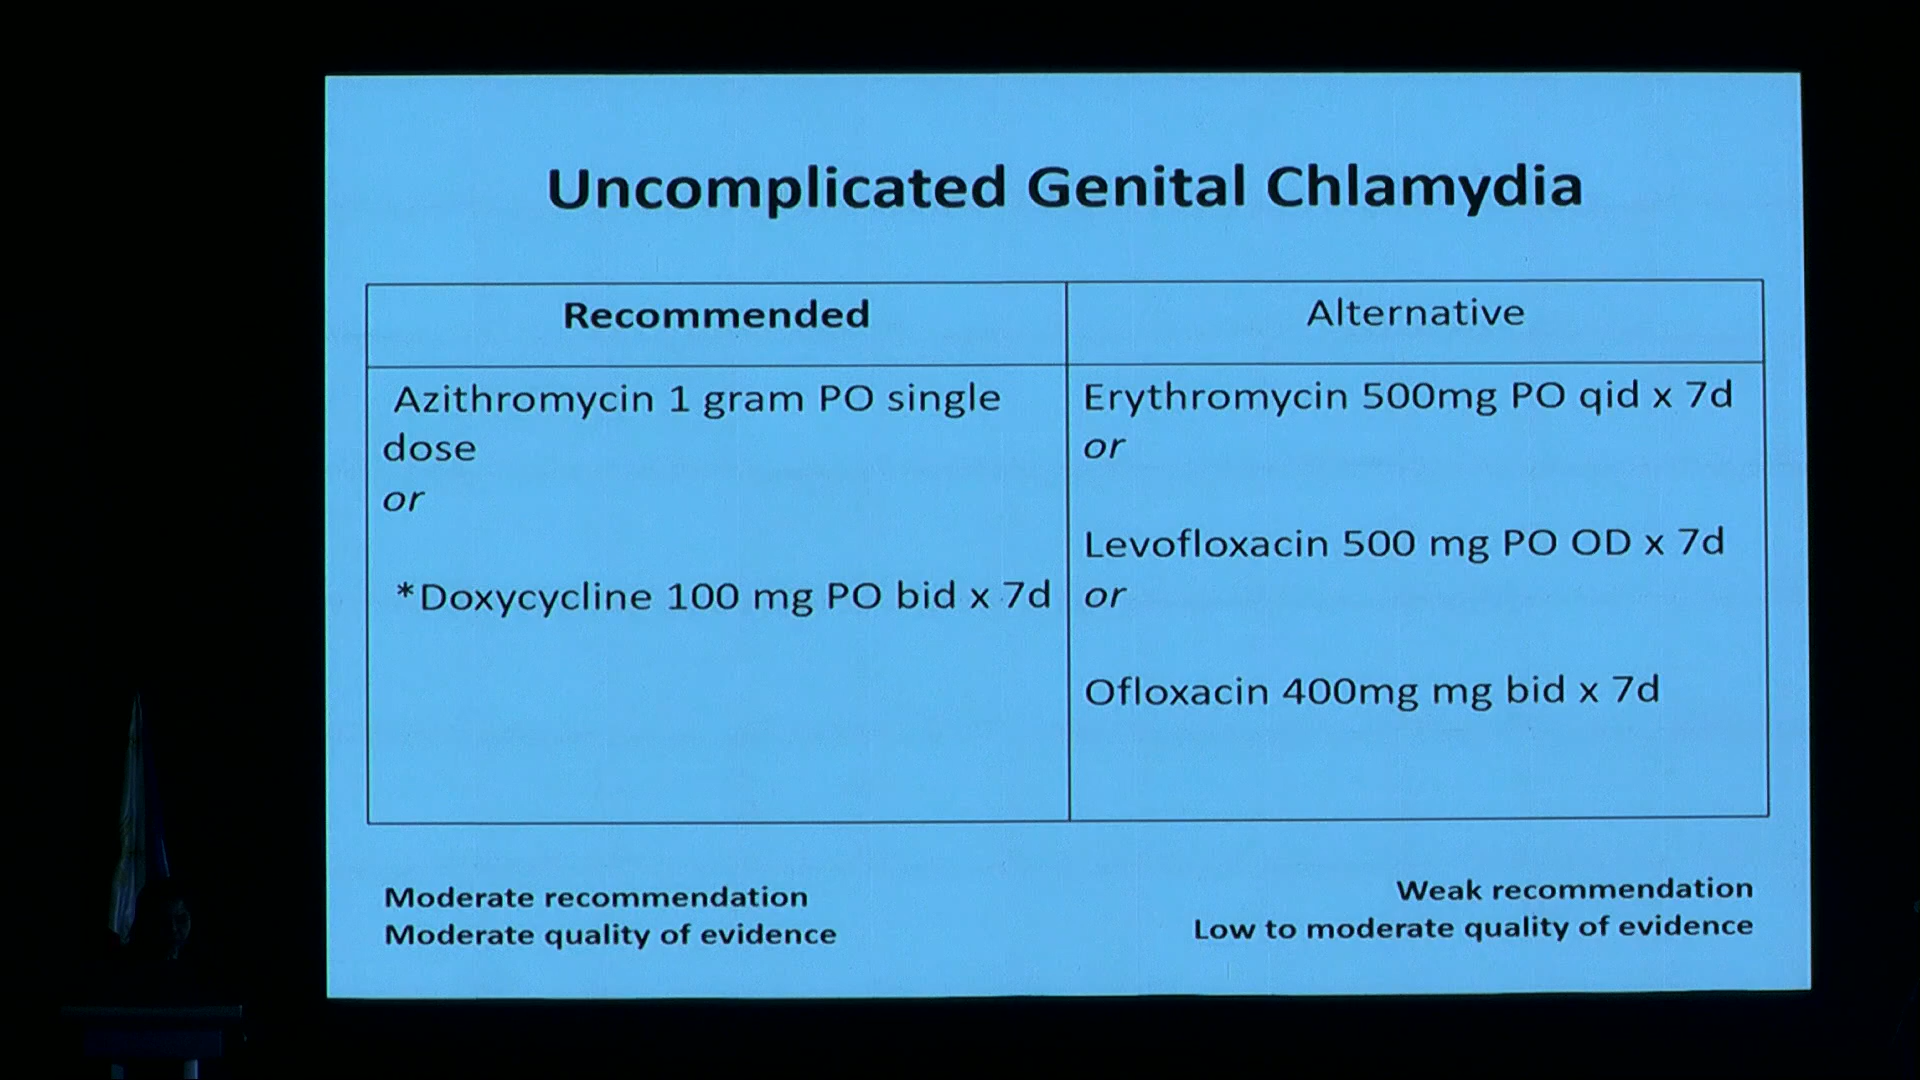 Uncomplicated Genital Chlamydia
Recommended
Azithromycin 1 gram PO single
dose
or
*Doxycycline 100 mg PO bid x 7d
Alternative
Erythromycin 500mg PO qid x 7d
or
Levofloxacin 500 mg PO OD x 7d
or
Ofloxacin 400mg mg bid x 7d
Moderate recommendation
Moderate quality of evidence
Weak recommendation
Low to moderate quality of evidence